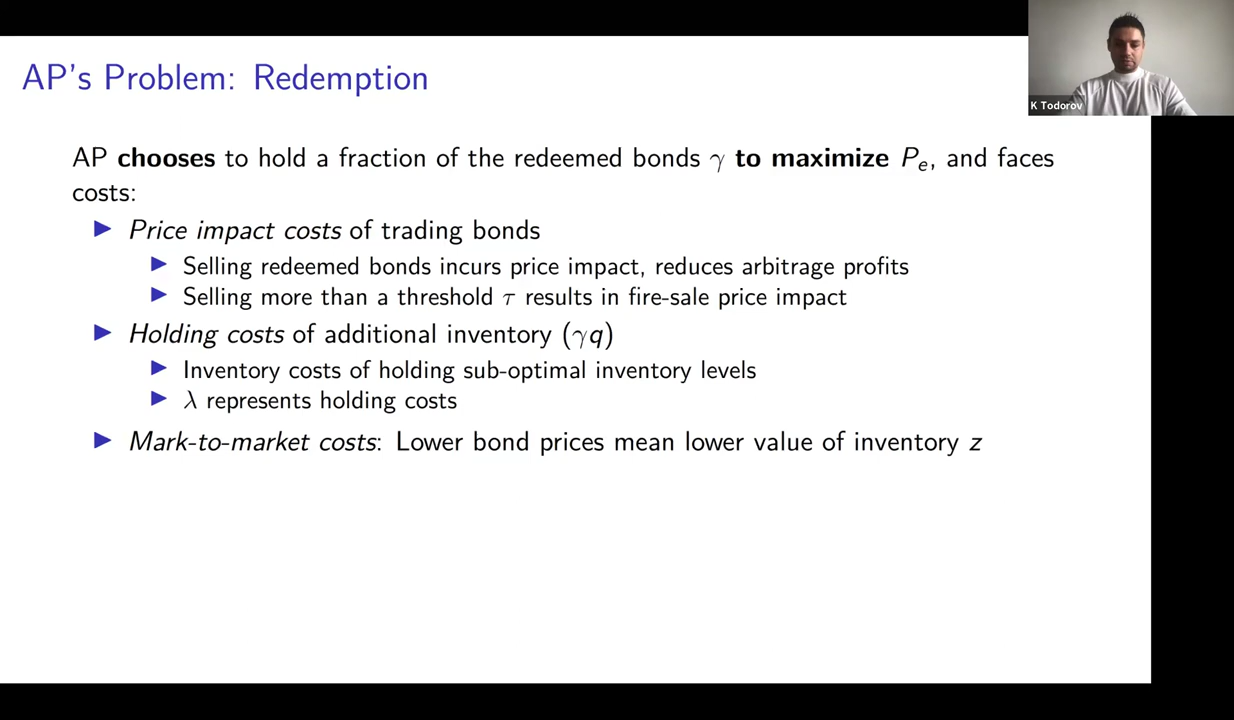 AP's Problem: Redemption
K Todorov
AP chooses to hold a fraction of the redeemed bonds γ to maximize Pₑ, and faces
costs:
▶ Price impact costs of trading bonds
▶ Selling redeemed bonds incurs price impact, reduces arbitrage profits
▶ Selling more than a threshold τ results in fire-sale price impact
▶ Holding costs of additional inventory (γq)
▶ Inventory costs of holding sub-optimal inventory levels
▶ λ represents holding costs
▶ Mark-to-market costs: Lower bond prices mean lower value of inventory z